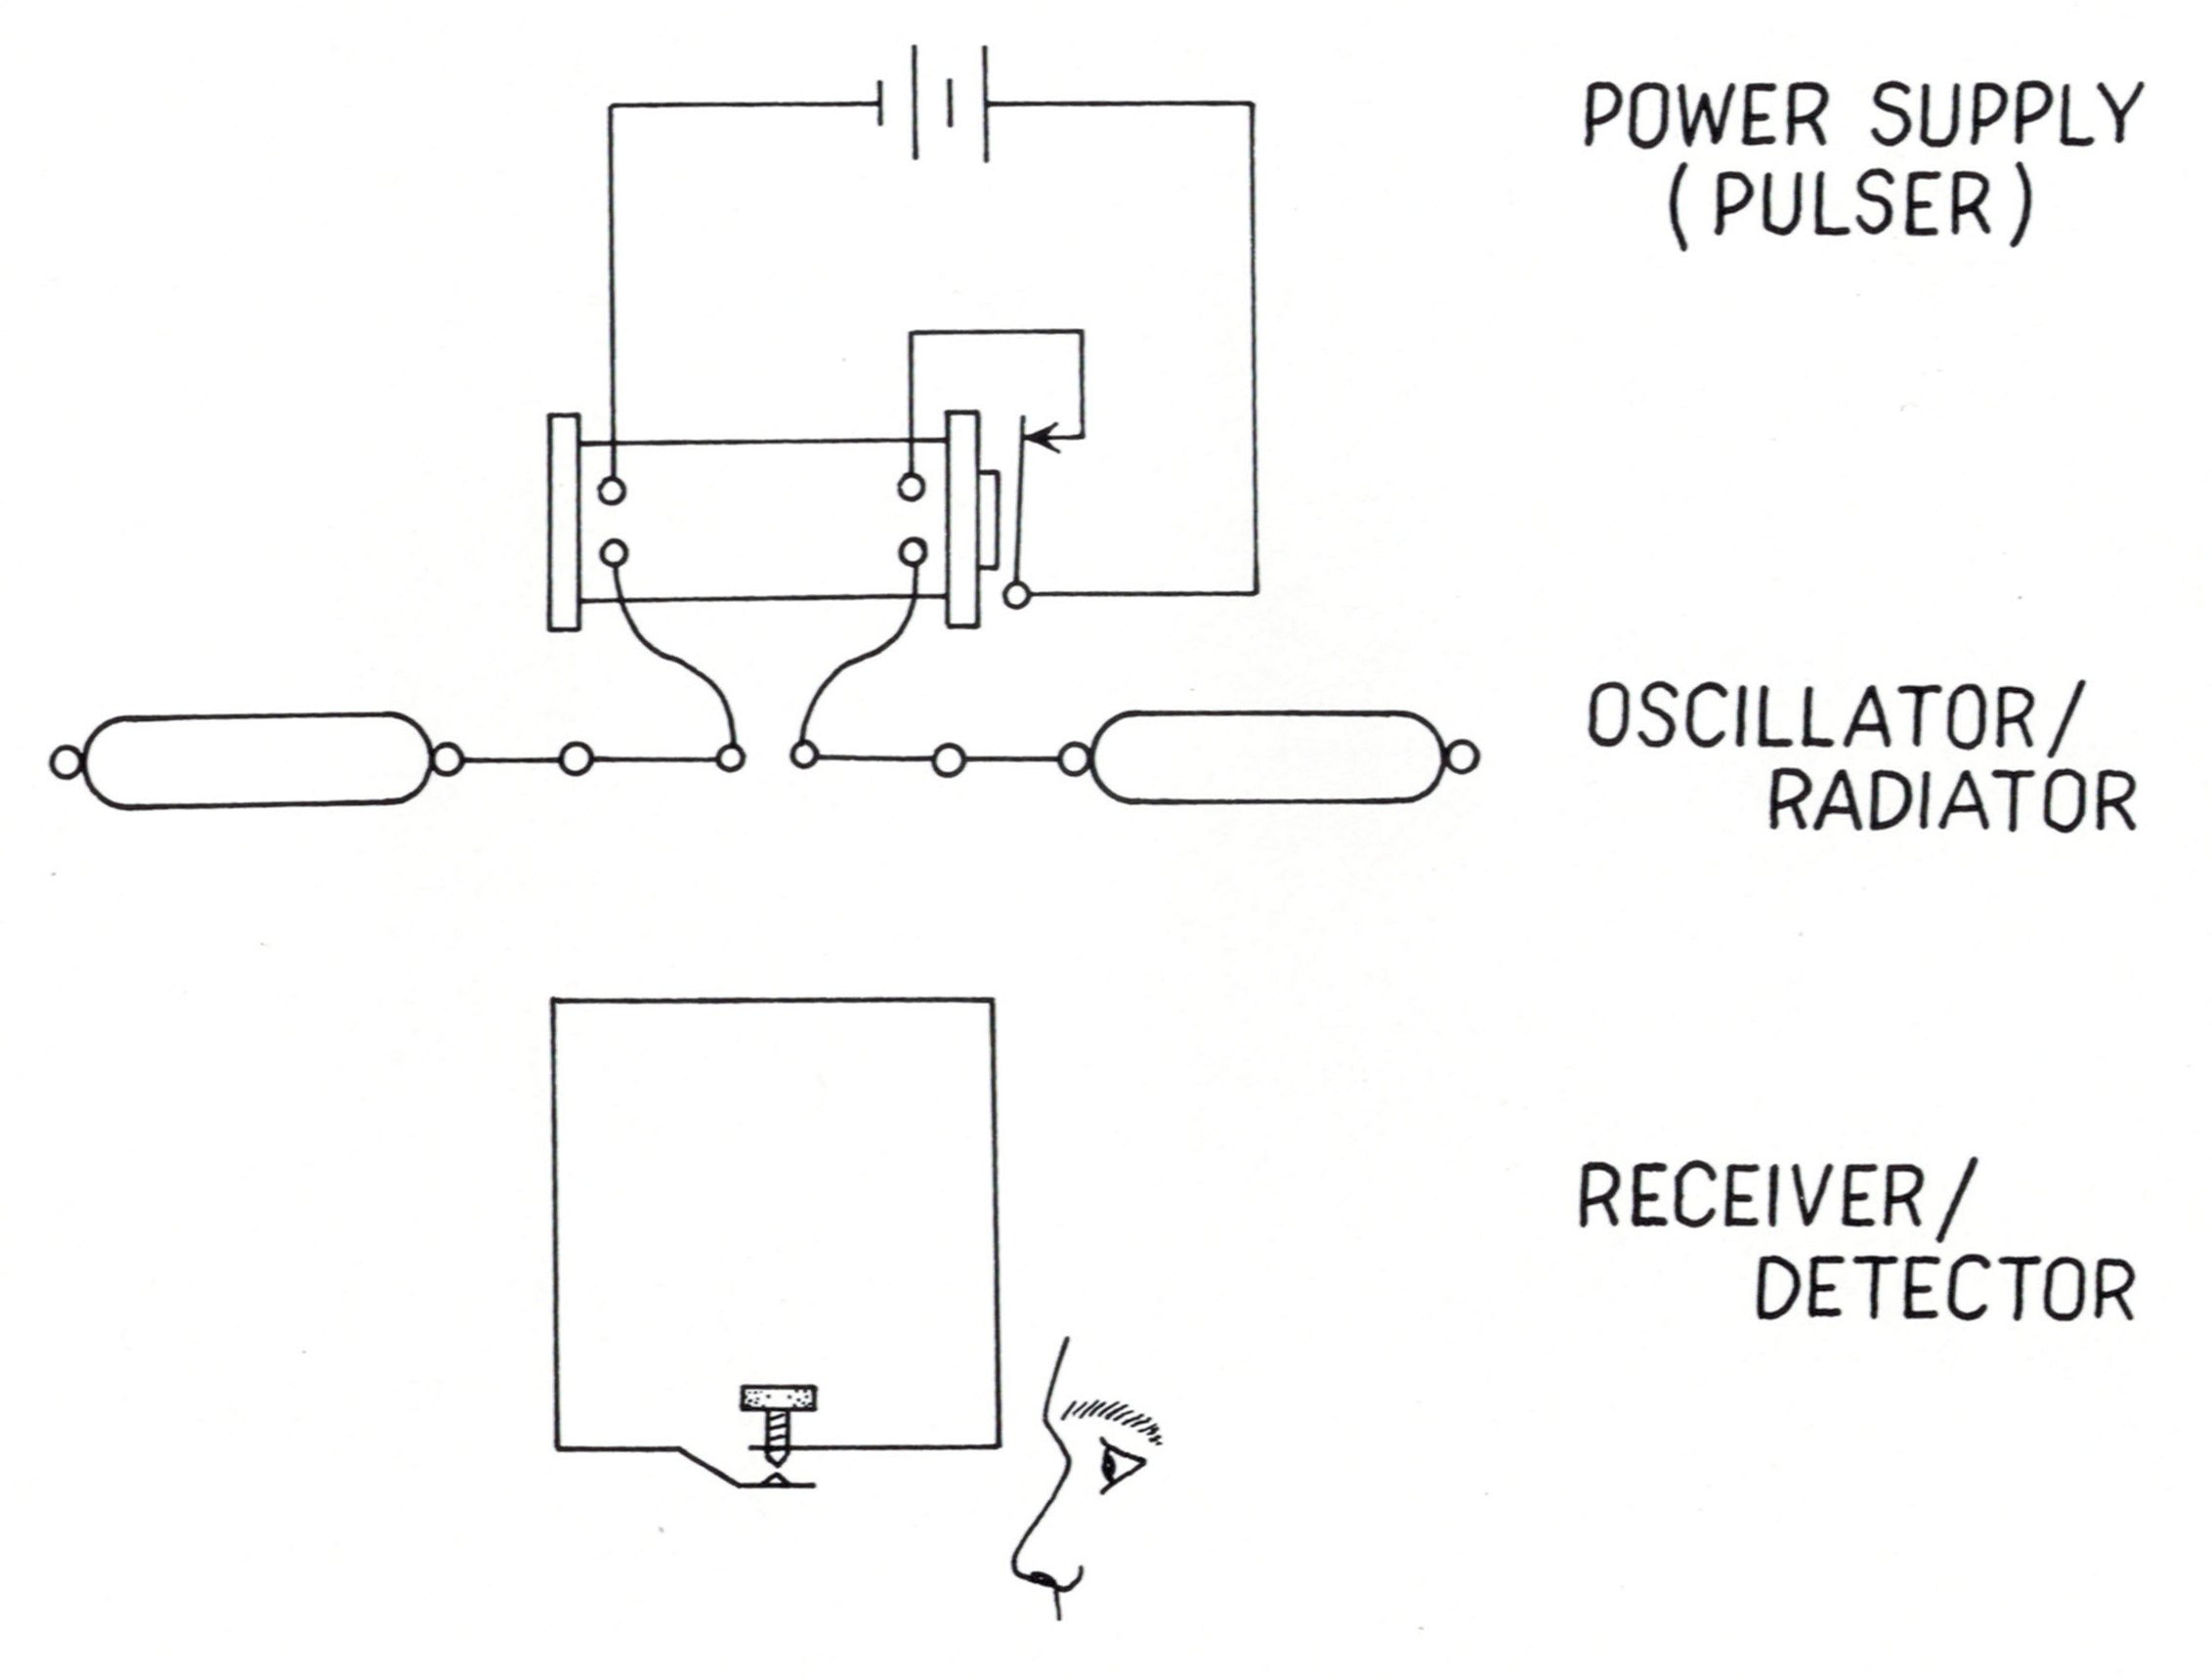 POWER SUPPLY
(PULSER)
OSCILLATOR/
RADIATOR
RECEIVER/
DETECTOR